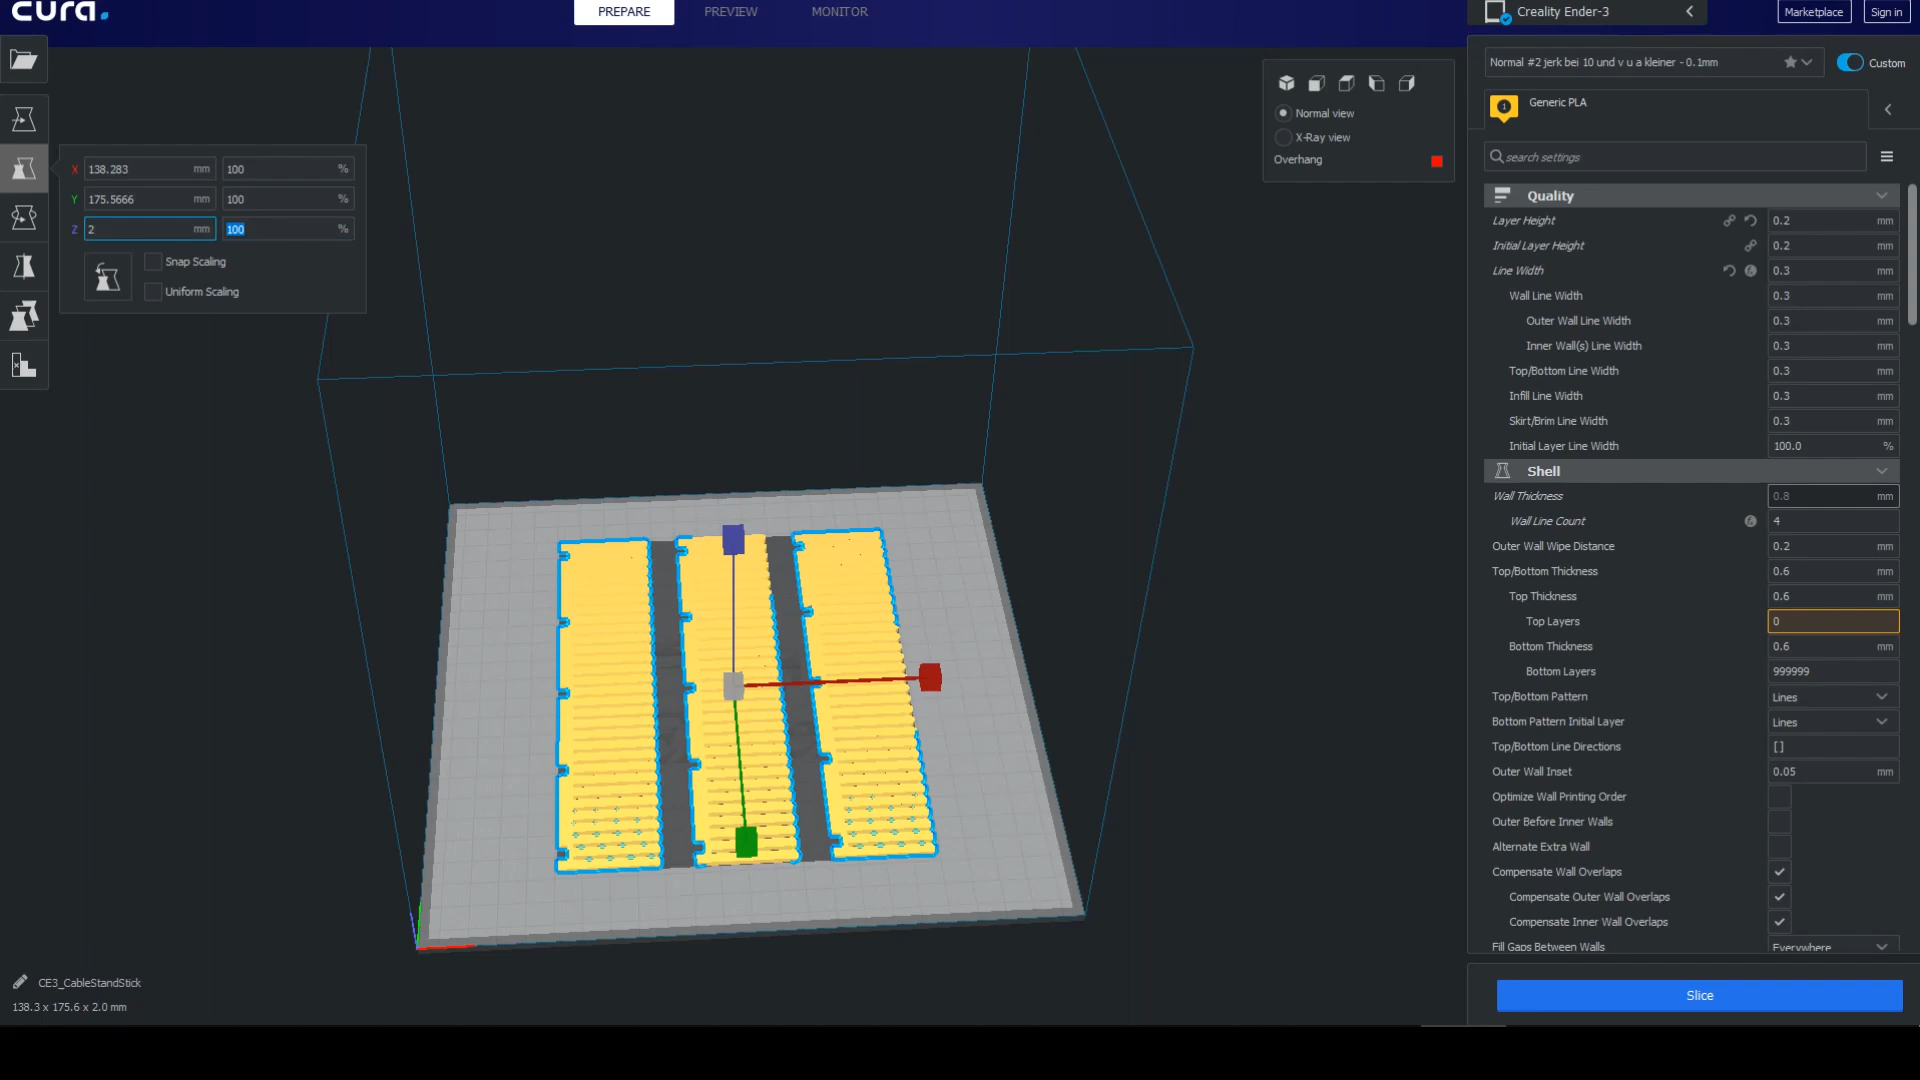 cura.
PREPARE
PREVIEW
MONITOR
Creality Ender-3
Marketplace
Sign in
Normal #2 jerk bei 10 und v u a kleiner - 0.1mm
Custom
1
Generic PLA
search settings
X 138.283 mm 100 %
Y 175.5666 mm 100 %
Z 2 mm 100 %
Snap Scaling
Uniform Scaling
Normal view
X-Ray view
Overhang
Quality
Layer Height 0.2 mm
Initial Layer Height 0.2 mm
Line Width 0.3 mm
Wall Line Width 0.3 mm
Outer Wall Line Width 0.3 mm
Inner Wall(s) Line Width 0.3 mm
Top/Bottom Line Width 0.3 mm
Infill Line Width 0.3 mm
Skirt/Brim Line Width 0.3 mm
Initial Layer Line Width 100.0 %
Shell
Wall Thickness 0.8 mm
Wall Line Count 4
Outer Wall Wipe Distance 0.2 mm
Top/Bottom Thickness 0.6 mm
Top Thickness 0.6 mm
Top Layers 0
Bottom Thickness 0.6 mm
Bottom Layers 999999
Top/Bottom Pattern Lines
Bottom Pattern Initial Layer Lines
Top/Bottom Line Directions []
Outer Wall Inset 0.05 mm
Optimize Wall Printing Order
Outer Before Inner Walls
Alternate Extra Wall
Compensate Wall Overlaps
Compensate Outer Wall Overlaps
Compensate Inner Wall Overlaps
Fill Gaps Between Walls Everywhere
CE3_CableStandStick
138.3 x 175.6 x 2.0 mm
Slice